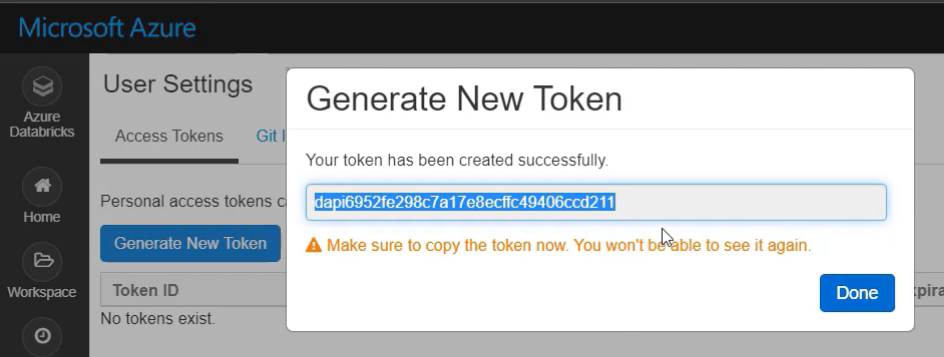 Microsoft Azure
User Settings
Azure Databricks
Access Tokens Git
Personal access tokens
Home
Generate New Token
Workspace
Token ID
No tokens exist.
Generate New Token
Your token has been created successfully.
dapi6952fe298c7a17e8ecffc49406ccd211
Make sure to copy the token now. You won't be able to see it again.
Done